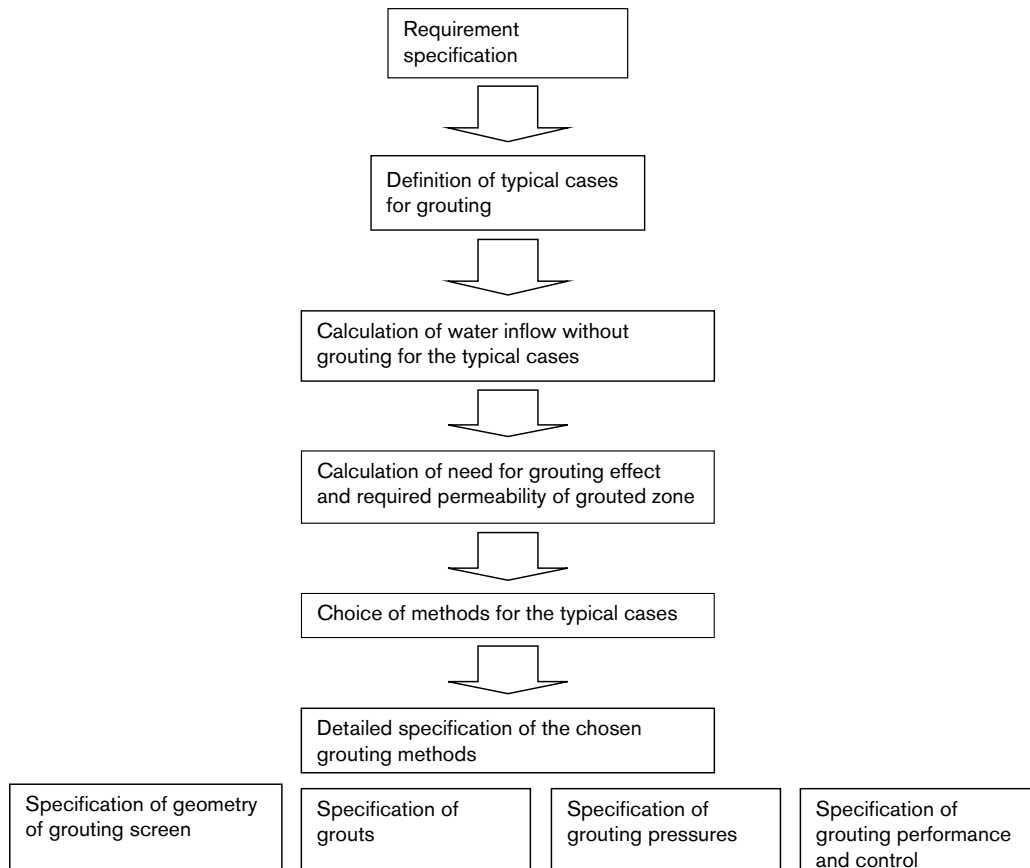 Requirement
specification
Definition of typical cases
for grouting
Calculation of water inflow without
grouting for the typical cases
Calculation of need for grouting effect
and required permeability of grouted zone
Choice of methods for the typical cases
Detailed specification of the chosen
grouting methods
Specification of geometry
of grouting screen
Specification of
grouts
Specification of
grouting pressures
Specification of
grouting performance
and control